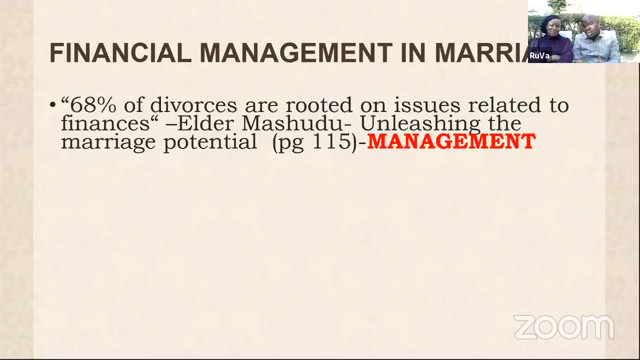 FINANCIAL MANAGEMENT IN MARRIA
• “68% of divorces are rooted on issues related to
finances“ –Elder Mashudu- Unleashing the
marriage potential (pg 115)-MANAGEMENT
RuVa
zoom